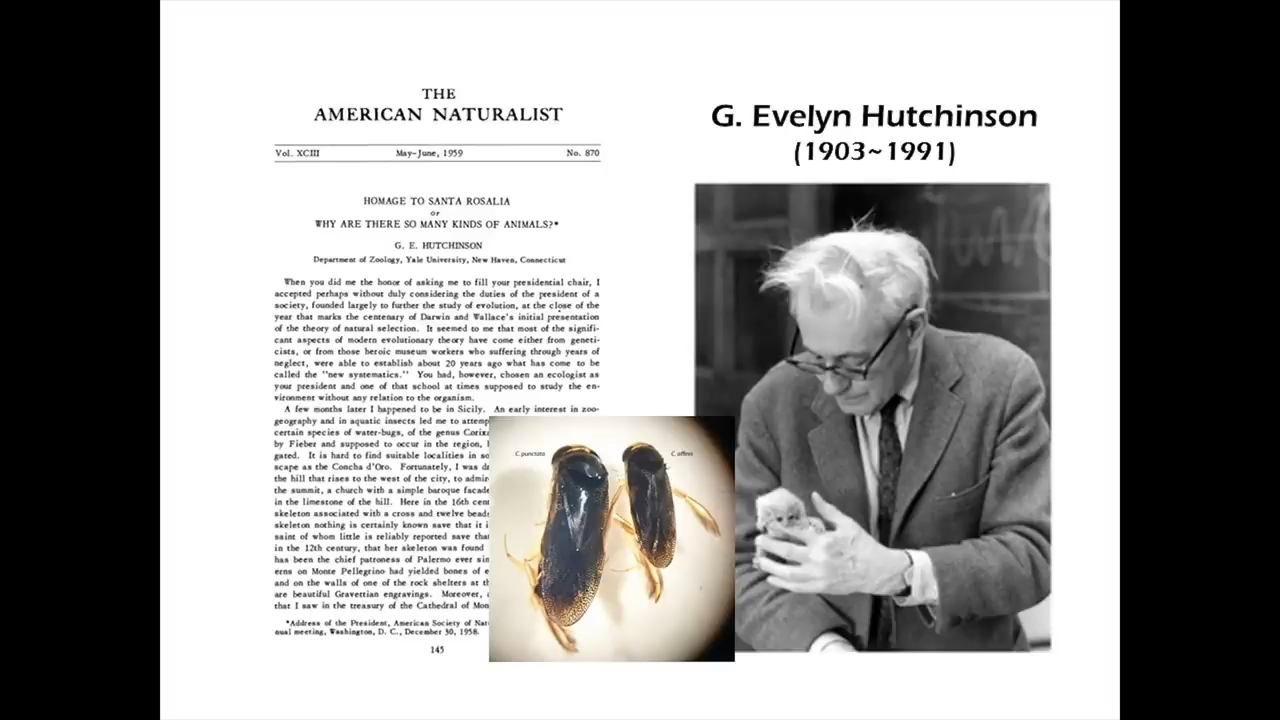 THE
AMERICAN NATURALIST
Vol. XCIII May-June, 1959 No. 870
HOMAGE TO SANTA ROSALIA
or
WHY ARE THERE SO MANY KINDS OF ANIMALS?*
G. E. HUTCHINSON
Department of Zoology, Yale University, New Haven, Connecticut
When you did me the honor of asking me to fill your presidential chair, I
accepted perhaps without duly considering the duties of the president of a
society, founded largely to further the study of evolution, at the close of the
year that marks the centenary of Darwin and Wallace's initial presentation
of the theory of natural selection. It seemed to me that most of the signifi-
cant aspects of modern evolutionary theory have come either from geneti-
cists, or from those heroic museum workers who suffering through years of
neglect, were able to establish about 20 years ago what has come to be
called the "new systematics." You had, however, chosen an ecologist as
your president and one of that school at times supposed to study the en-
vironment without any relation to the organism.
A few months later I happened to be in Sicily. An early interest in zoo-
geography and in aquatic insects led me to attemp
certain species of water-bugs, of the genus Corixa
by Fieber and supposed to occur in the region,
gated. It is hard to find suitable localities in so
scape as the Concha d'Oro. Fortunately, I was dr
the hill that rises to the west of the city, to admir
the summit, a church with a simple baroque facade
in the limestone of the hill. Here in the 16th cent
skeleton associated with a cross and twelve beads
skeleton nothing is certainly known save that it i
saint of whom little is reliably reported save that
in the 12th century, that her skeleton was found
has been the chief patroness of Palermo ever sin
erns on Monte Pellegrino had yielded bones of e
and on the walls of one of the rock shelters at th
are beautiful Gravettian engravings. Moreover,
that I saw in the treasury of the Cathedral of Mon
*Address of the President, American Society of Nat
nual meeting, Washington, D. C., December 30, 1958.
145
C. punctata
C. affinis
G. Evelyn Hutchinson
(1903~1991)